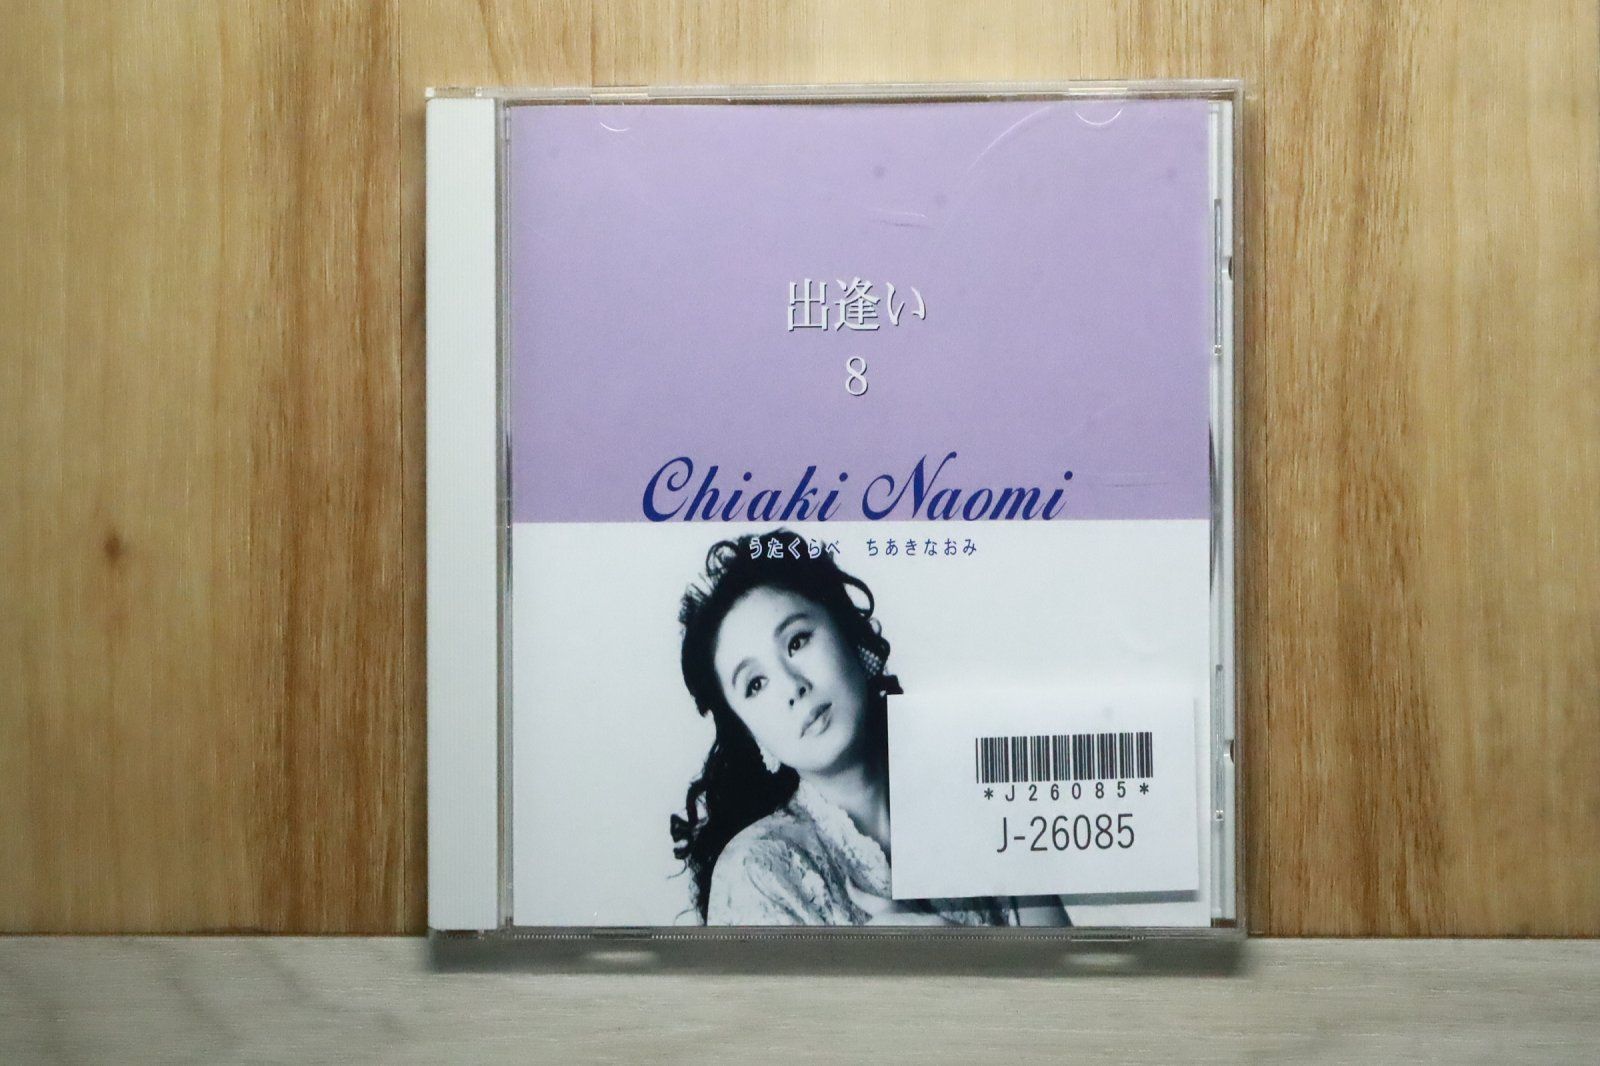 出逢い
8
Chiaki Naomi
うたくらべ ちあきなおみ
*J26085*
J-26085